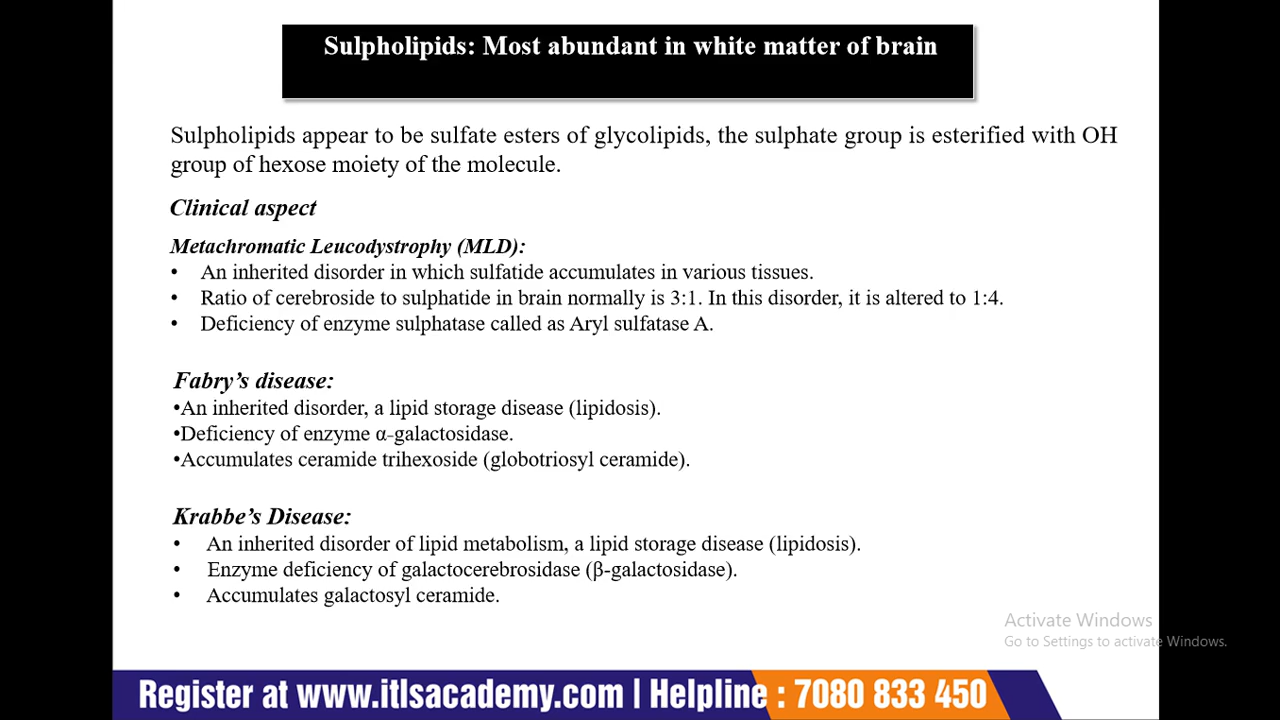 Sulpholipids: Most abundant in white matter of brain
Sulpholipids appear to be sulfate esters of glycolipids, the sulphate group is esterified with OH
group of hexose moiety of the molecule.
Clinical aspect
Metachromatic Leucodystrophy (MLD):
• An inherited disorder in which sulfatide accumulates in various tissues.
• Ratio of cerebroside to sulphatide in brain normally is 3:1. In this disorder, it is altered to 1:4.
• Deficiency of enzyme sulphatase called as Aryl sulfatase A.
Fabry’s disease:
•An inherited disorder, a lipid storage disease (lipidosis).
•Deficiency of enzyme α-galactosidase.
•Accumulates ceramide trihexoside (globotriosyl ceramide).
Krabbe’s Disease:
• An inherited disorder of lipid metabolism, a lipid storage disease (lipidosis).
• Enzyme deficiency of galactocerebrosidase (β-galactosidase).
• Accumulates galactosyl ceramide.
Activate Windows
Go to Settings to activate Windows.
Register at www.itlsacademy.com | Helpline : 7080 833 450